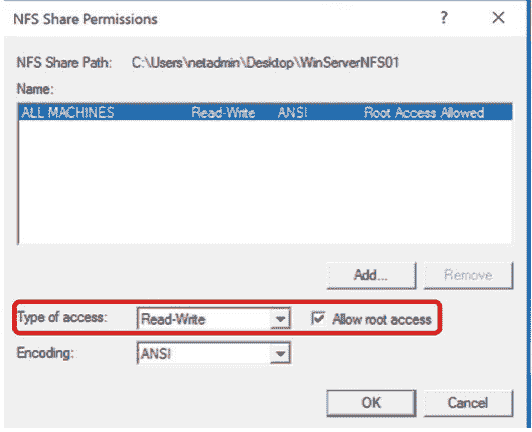 NFS Share Permissions ? ×
NFS Share Path: C:\Users\netadmin\Desktop\WinServerNFS01
Name:
ALL MACHINES Read-Write ANSI Root Access Allowed
Add... Remove
Type of access: Read-Write Allow root access
Encoding: ANSI
OK Cancel